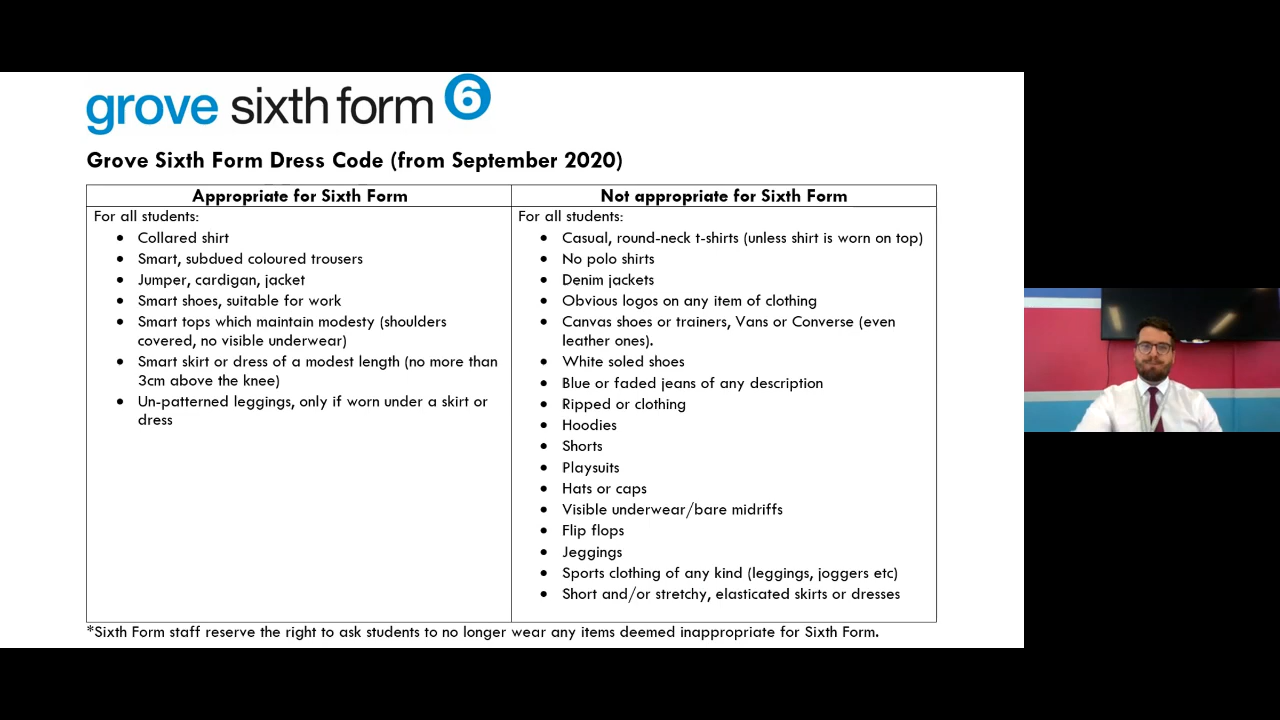 grove sixth form 6
Grove Sixth Form Dress Code (from September 2020)
Appropriate for Sixth Form
For all students:
• Collared shirt
• Smart, subdued coloured trousers
• Jumper, cardigan, jacket
• Smart shoes, suitable for work
• Smart tops which maintain modesty (shoulders
covered, no visible underwear)
• Smart skirt or dress of a modest length (no more than
3cm above the knee)
• Un-patterned leggings, only if worn under a skirt or
dress
Not appropriate for Sixth Form
For all students:
• Casual, round-neck t-shirts (unless shirt is worn on top)
• No polo shirts
• Denim jackets
• Obvious logos on any item of clothing
• Canvas shoes or trainers, Vans or Converse (even
leather ones).
• White soled shoes
• Blue or faded jeans of any description
• Ripped or clothing
• Hoodies
• Shorts
• Playsuits
• Hats or caps
• Visible underwear/bare midriffs
• Flip flops
• Jeggings
• Sports clothing of any kind (leggings, joggers etc)
• Short and/or stretchy, elasticated skirts or dresses
*Sixth Form staff reserve the right to ask students to no longer wear any items deemed inappropriate for Sixth Form.